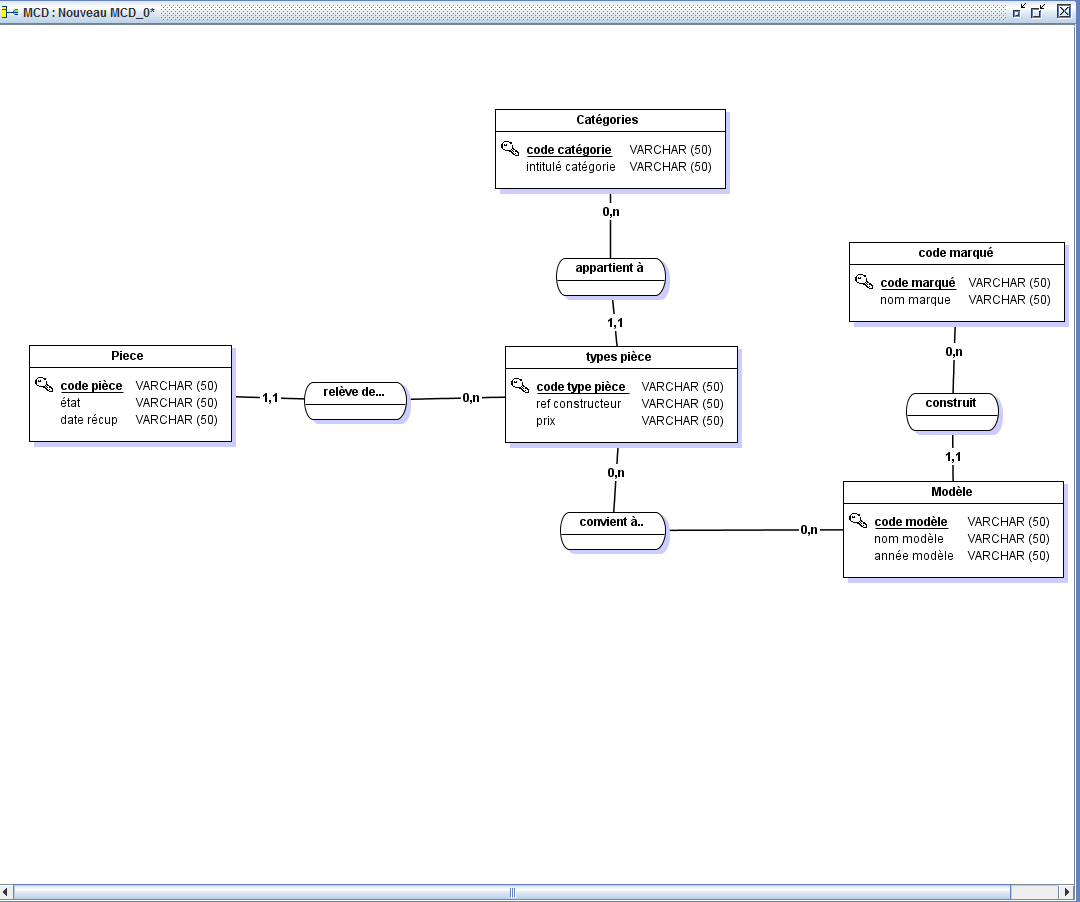 MCD : Nouveau MCD_0*
Catégories
code catégorie VARCHAR (50)
intitulé catégorie VARCHAR (50)
0,n
appartient à
1,1
code marqué
code marqué VARCHAR (50)
nom marque VARCHAR (50)
0,n
construit
1,1
Piece
code pièce VARCHAR (50)
état VARCHAR (50)
date récup VARCHAR (50)
1,1
relève de...
0,n
types pièce
code type pièce VARCHAR (50)
ref constructeur VARCHAR (50)
prix VARCHAR (50)
0,n
convient à..
0,n
Modèle
code modèle VARCHAR (50)
nom modèle VARCHAR (50)
année modèle VARCHAR (50)